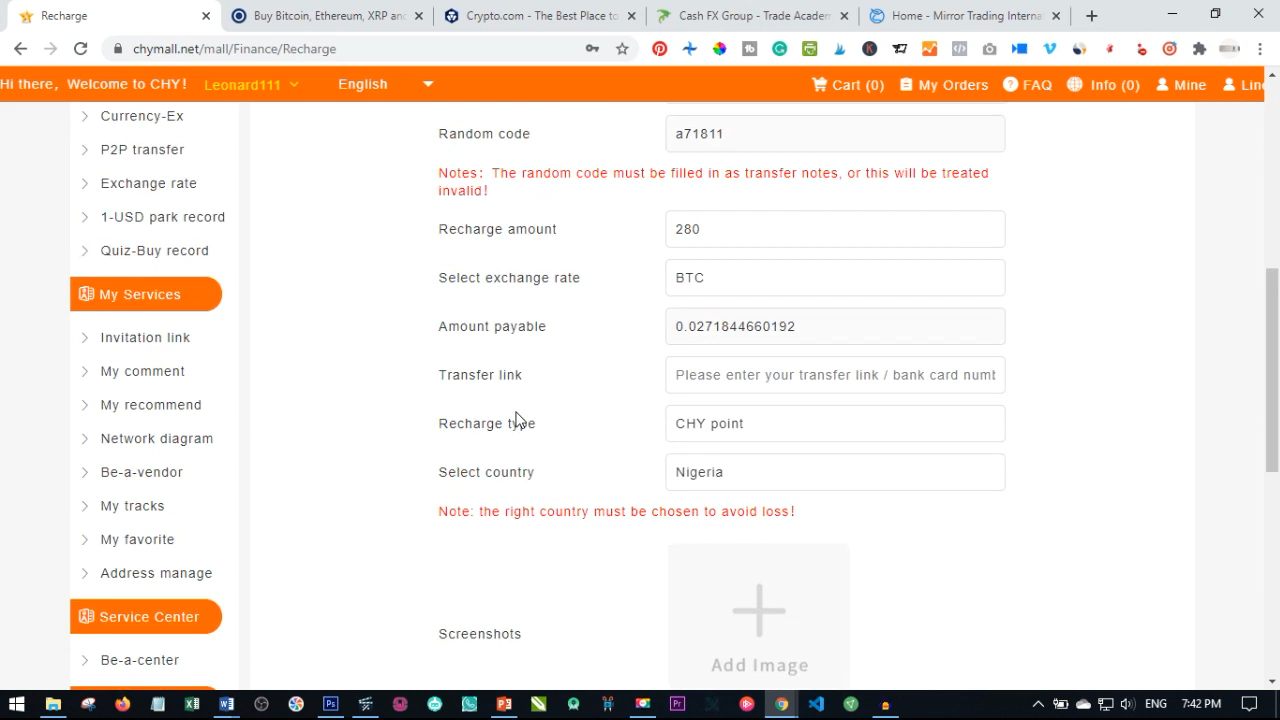 Recharge
Buy Bitcoin, Ethereum, XRP and
Crypto.com - The Best Place to
Cash FX Group - Trade Academ
Home - Mirror Trading Interna
chymall.net/mall/Finance/Recharge
Hi there, Welcome to CHY!
Leonard111
English
Cart (0)
My Orders
FAQ
Info (0)
Mine
Currency-Ex
P2P transfer
Exchange rate
1-USD park record
Quiz-Buy record
My Services
Invitation link
My comment
My recommend
Network diagram
Be-a-vendor
My tracks
My favorite
Address manage
Service Center
Be-a-center
Random code
a71811
Notes: The random code must be filled in as transfer notes, or this will be treated
invalid!
Recharge amount
280
Select exchange rate
BTC
Amount payable
0.0271844660192
Transfer link
Please enter your transfer link / bank card numb
Recharge type
CHY point
Select country
Nigeria
Note: the right country must be chosen to avoid loss!
Screenshots
Add Image
ENG
7:42 PM